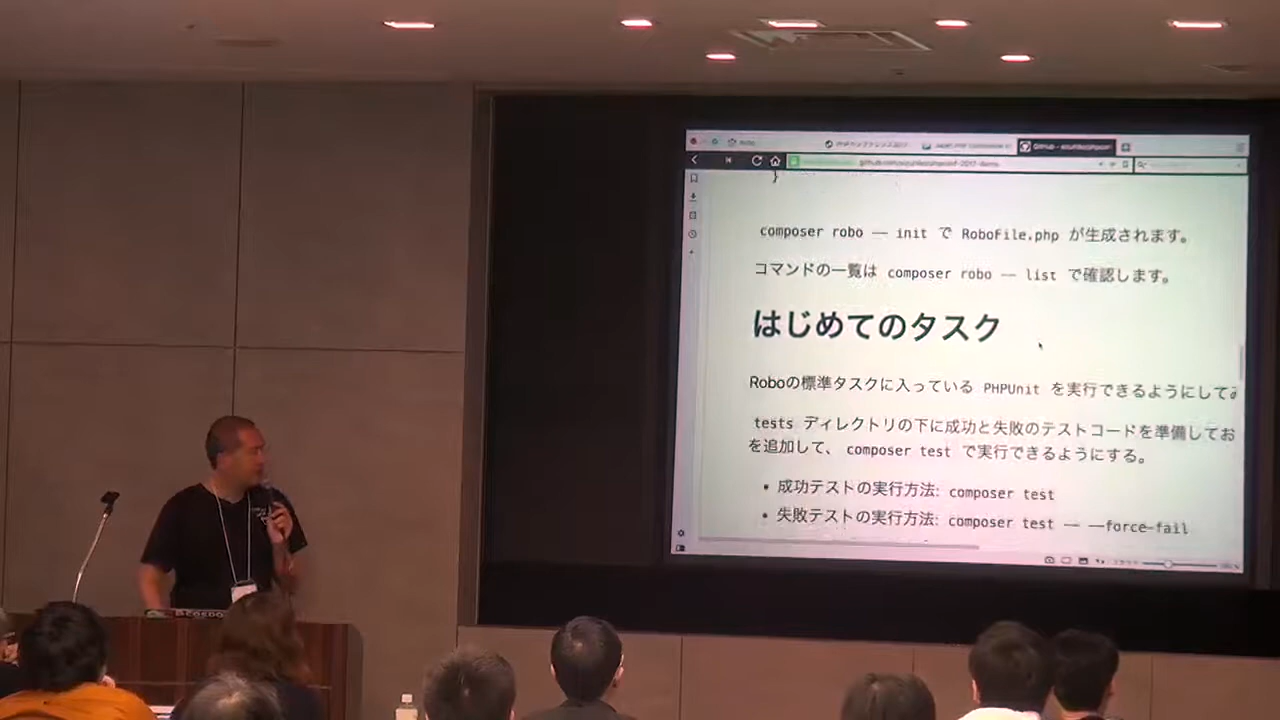 }
composer robo -- init で RoboFile.php が生成されます。
コマンドの一覧は composer robo -- list で確認します。
はじめてのタスク
Roboの標準タスクに入っている PHPUnit を実行できるようにして
tests ディレクトリの下に成功と失敗のテストコードを準備してお
を追加して、 composer test で実行できるようにする。
• 成功テストの実行方法: composer test
• 失敗テストの実行方法: composer test -- --force-fail